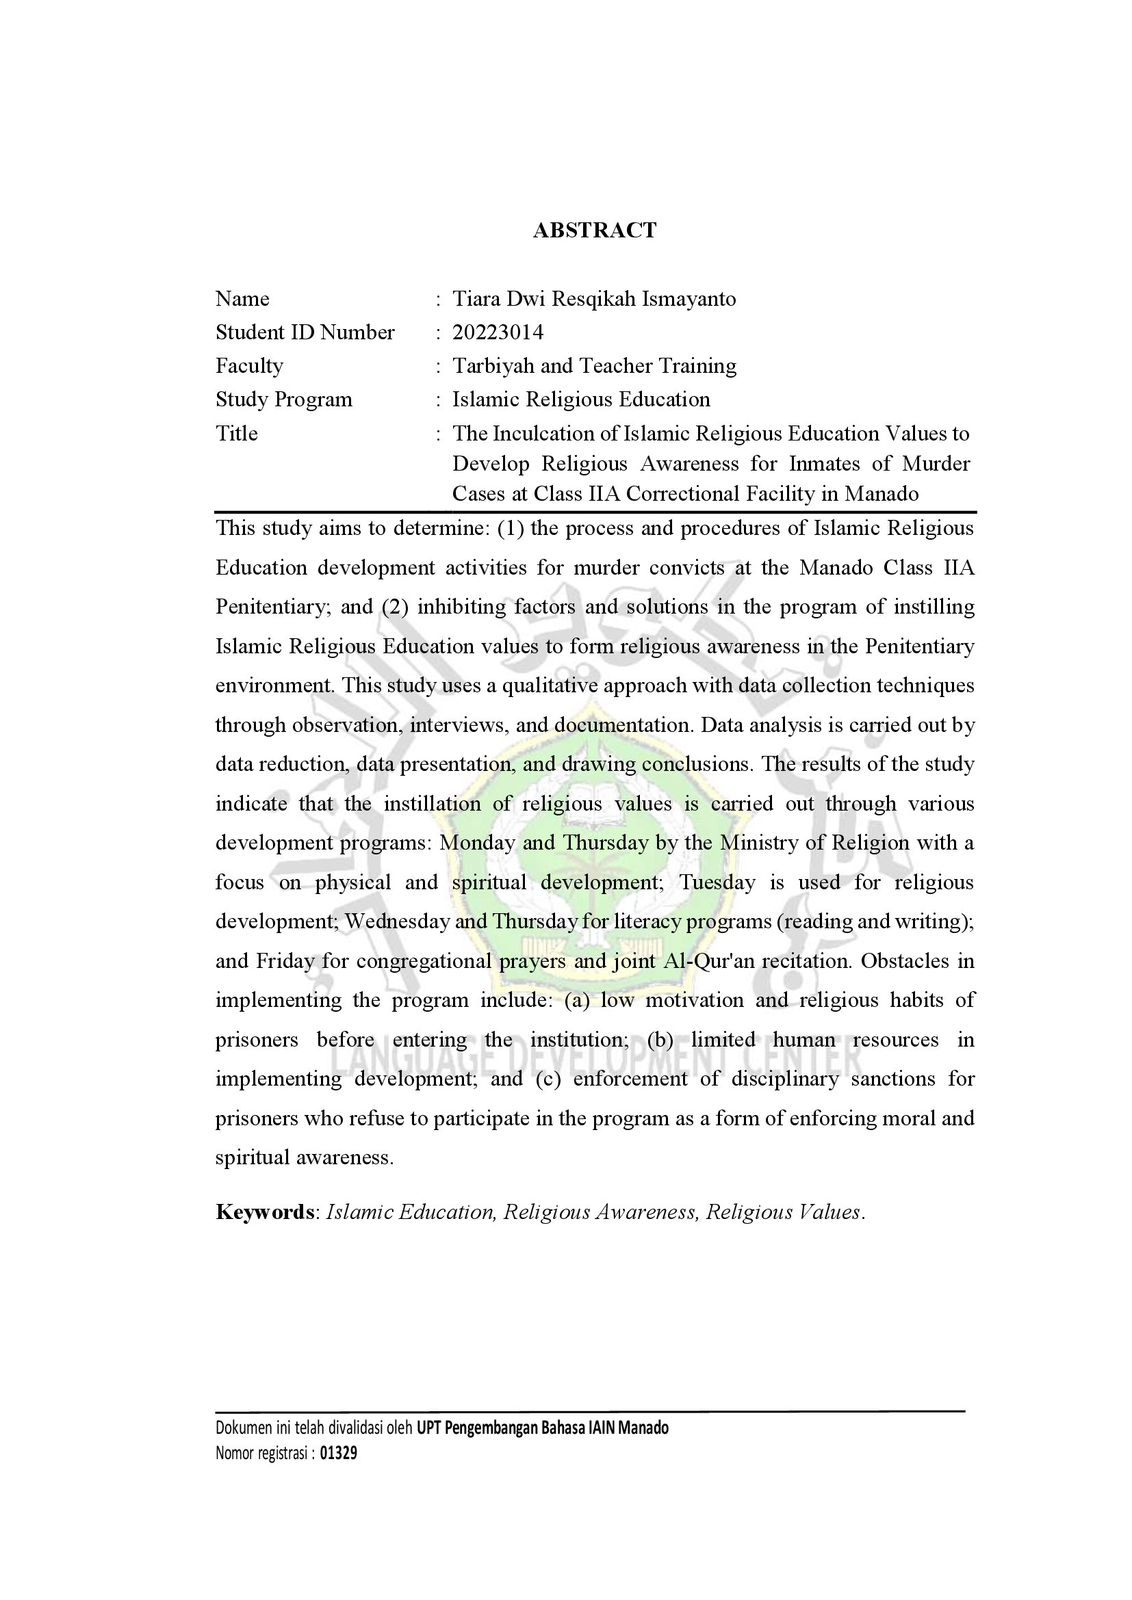 ABSTRACT
Name : Tiara Dwi Resqikah Ismayanto
Student ID Number : 20223014
Faculty : Tarbiyah and Teacher Training
Study Program : Islamic Religious Education
Title : The Inculcation of Islamic Religious Education Values to
Develop Religious Awareness for Inmates of Murder
Cases at Class IIA Correctional Facility in Manado
This study aims to determine: (1) the process and procedures of Islamic Religious
Education development activities for murder convicts at the Manado Class IIA
Penitentiary; and (2) inhibiting factors and solutions in the program of instilling
Islamic Religious Education values to form religious awareness in the Penitentiary
environment. This study uses a qualitative approach with data collection techniques
through observation, interviews, and documentation. Data analysis is carried out by
data reduction, data presentation, and drawing conclusions. The results of the study
indicate that the instillation of religious values is carried out through various
development programs: Monday and Thursday by the Ministry of Religion with a
focus on physical and spiritual development; Tuesday is used for religious
development; Wednesday and Thursday for literacy programs (reading and writing);
and Friday for congregational prayers and joint Al-Qur'an recitation. Obstacles in
implementing the program include: (a) low motivation and religious habits of
prisoners before entering the institution; (b) limited human resources in
LANGUAGE DEVELOPMENT CENTER
implementing development; and (c) enforcement of disciplinary sanctions for
prisoners who refuse to participate in the program as a form of enforcing moral and
spiritual awareness.
Keywords: Islamic Education, Religious Awareness, Religious Values.
Dokumen ini telah divalidasi oleh UPT Pengembangan Bahasa IAIN Manado
Nomor registrasi : 01329